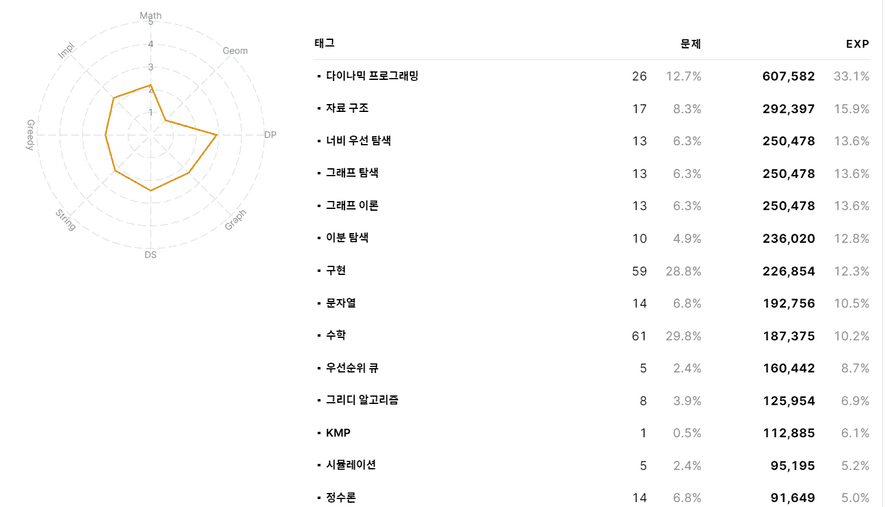 Math
Impl
Geom
5
4
3
2
1
Greedy
DP
String
Graph
DS
태그 문제 EXP
다이나믹 프로그래밍 26 12.7% 607,582 33.1%
자료 구조 17 8.3% 292,397 15.9%
너비 우선 탐색 13 6.3% 250,478 13.6%
그래프 탐색 13 6.3% 250,478 13.6%
그래프 이론 13 6.3% 250,478 13.6%
이분 탐색 10 4.9% 236,020 12.8%
구현 59 28.8% 226,854 12.3%
문자열 14 6.8% 192,756 10.5%
수학 61 29.8% 187,375 10.2%
우선순위 큐 5 2.4% 160,442 8.7%
그리디 알고리즘 8 3.9% 125,954 6.9%
KMP 1 0.5% 112,885 6.1%
시뮬레이션 5 2.4% 95,195 5.2%
정수론 14 6.8% 91,649 5.0%